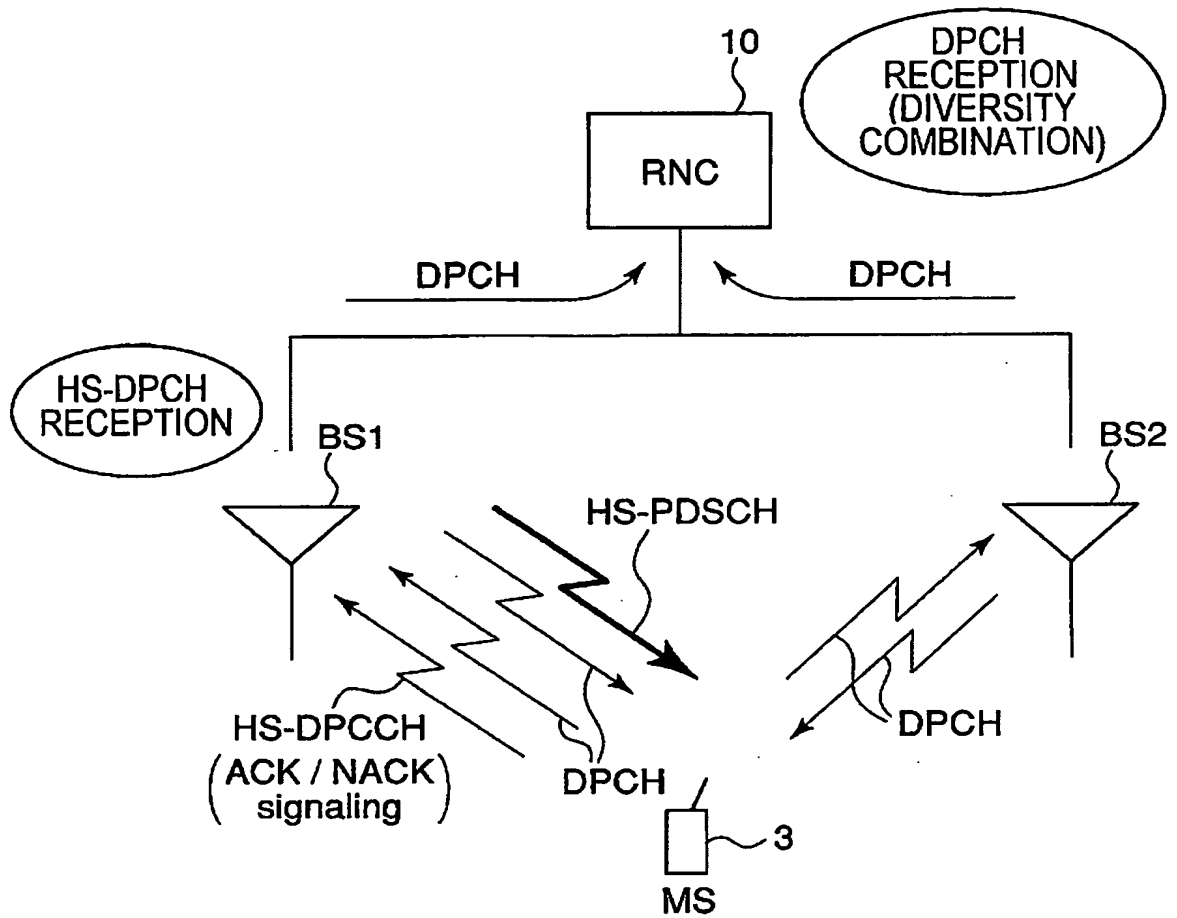 10
DPCH
RECEPTION
(DIVERSITY
COMBINATION)
RNC
DPCH
DPCH
HS-DPCH
RECEPTION
BS1
BS2
HS-PDSCH
HS-DPCCH
(ACK / NACK
signaling)
DPCH
DPCH
3
MS